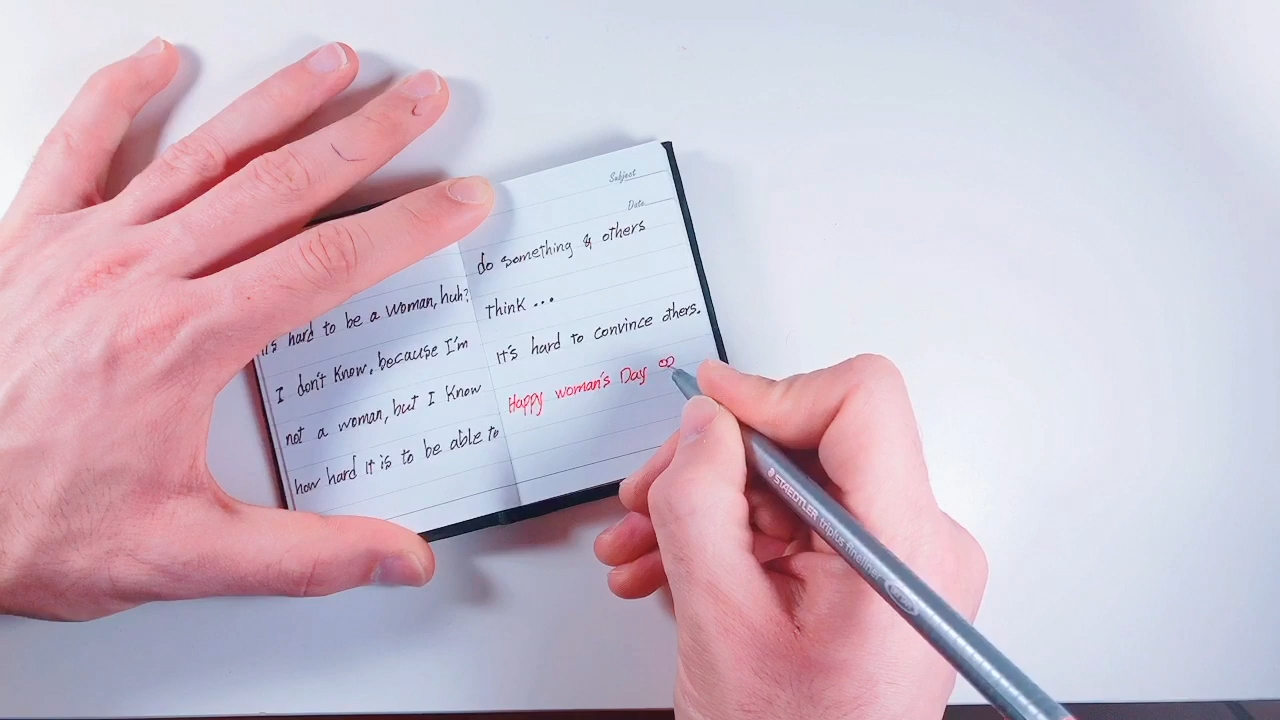 It's hard to be a woman, huh?
I don't know, because I'm
not a woman, but I know
how hard it is to be able to
Subject
Date
do something & others
think ...
it's hard to convince others.
Happy woman's Day
STAEDTLER triplus fineliner